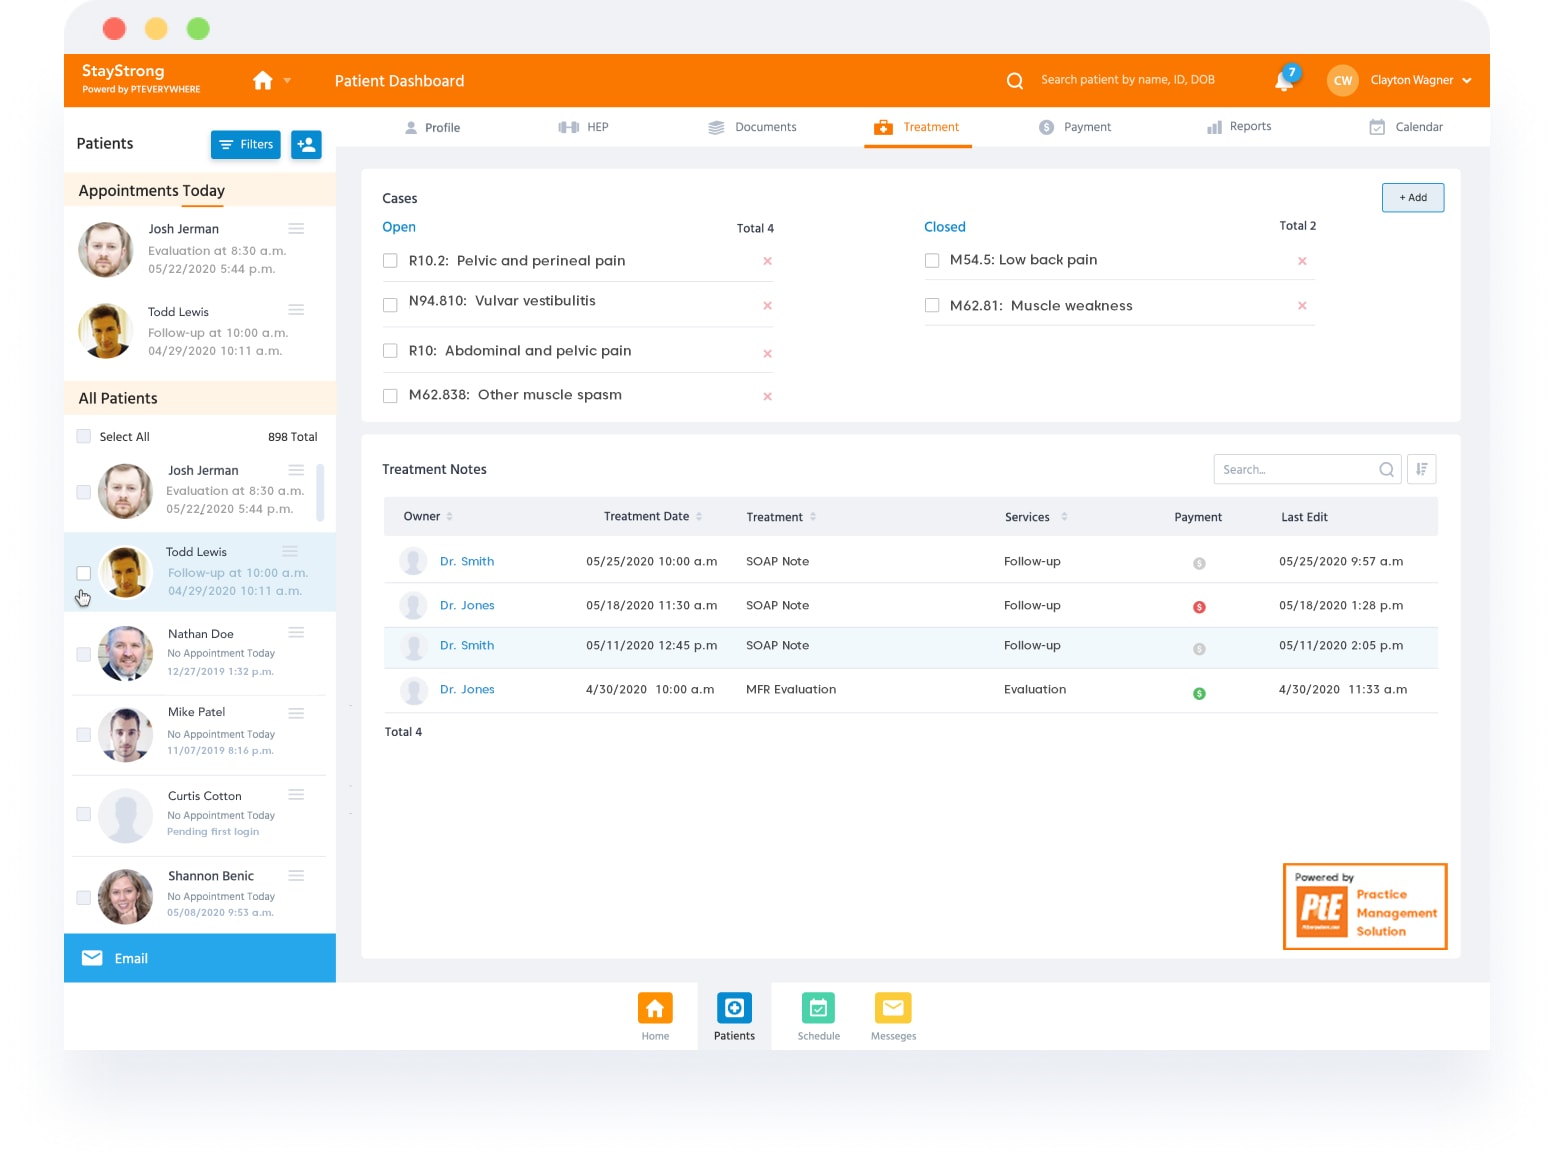 StayStrong
Powerd by PTEVERYWHERE
Patient Dashboard
Search patient by name, ID, DOB
7
CW
Clayton Wagner
Patients
Filters
Profile
HEP
Documents
Treatment
Payment
Reports
Calendar
Appointments Today
Josh Jerman
Evaluation at 8:30 a.m.
05/22/2020 5:44 p.m.
Todd Lewis
Follow-up at 10:00 a.m.
04/29/2020 10:11 a.m.
All Patients
Select All
898 Total
Josh Jerman
Evaluation at 8:30 a.m.
05/22/2020 5:44 p.m.
Todd Lewis
Follow-up at 10:00 a.m.
04/29/2020 10:11 a.m.
Nathan Doe
No Appointment Today
12/27/2019 1:32 p.m.
Mike Patel
No Appointment Today
11/07/2019 8:16 p.m.
Curtis Cotton
No Appointment Today
Pending first login
Shannon Benic
No Appointment Today
05/08/2020 9:53 a.m.
Email
Cases
+ Add
Open
Total 4
R10.2: Pelvic and perineal pain
N94.810: Vulvar vestibulitis
R10: Abdominal and pelvic pain
M62.838: Other muscle spasm
Closed
Total 2
M54.5: Low back pain
M62.81: Muscle weakness
Treatment Notes
Search...
Owner Treatment Date Treatment Services Payment Last Edit
Dr. Smith 05/25/2020 10:00 a.m SOAP Note Follow-up $ 05/25/2020 9:57 a.m
Dr. Jones 05/18/2020 11:30 a.m SOAP Note Follow-up $ 05/18/2020 1:28 p.m
Dr. Smith 05/11/2020 12:45 p.m SOAP Note Follow-up $ 05/11/2020 2:05 p.m
Dr. Jones 4/30/2020 10:00 a.m MFR Evaluation Evaluation $ 4/30/2020 11:33 a.m
Total 4
Powered by
PtE
Practice
Management
Solution
Home
Patients
Schedule
Messeges